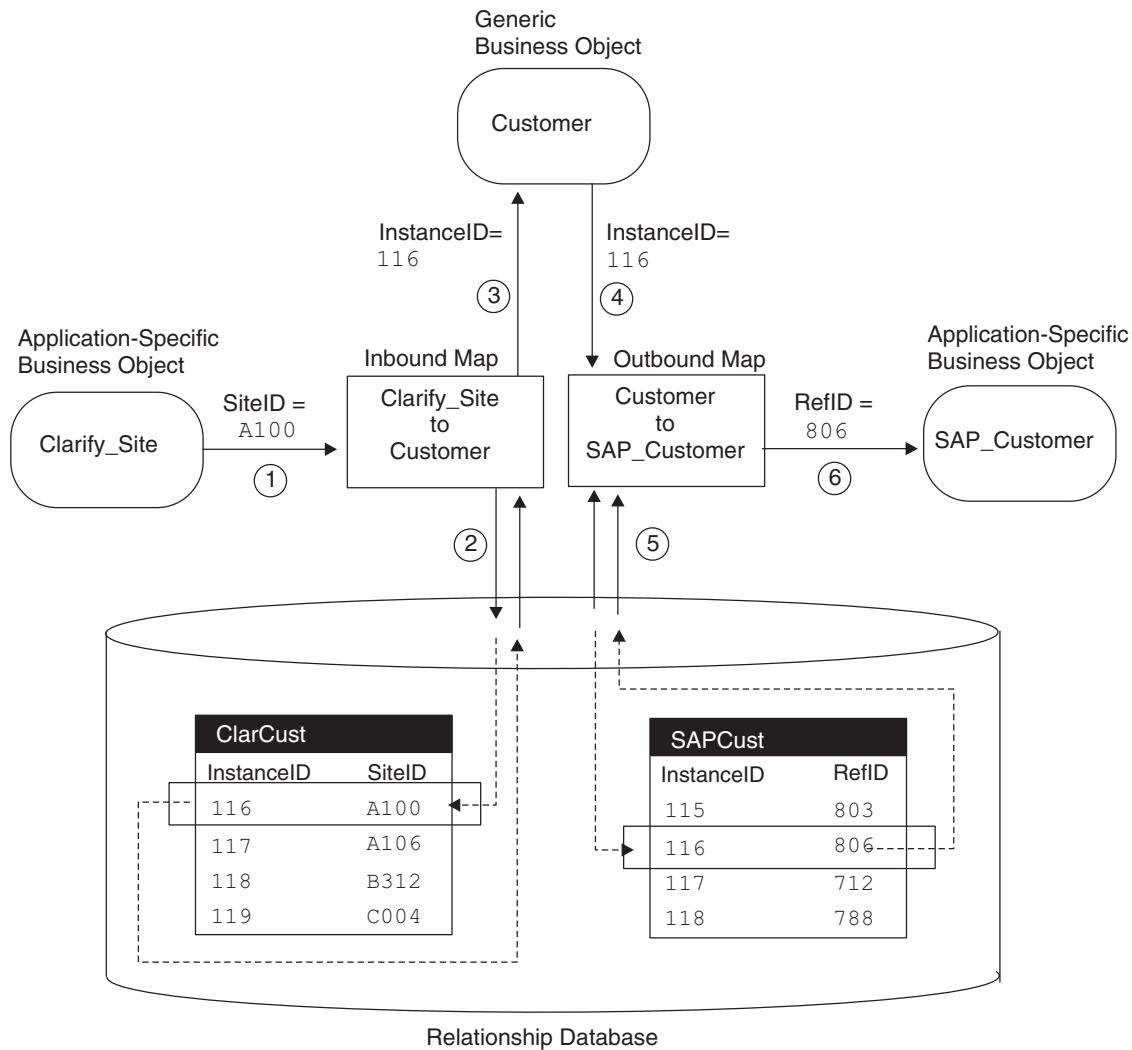 Generic
Business Object
Customer
InstanceID=
116
InstanceID=
116
3
4
Application-Specific
Business Object
Application-Specific
Business Object
Inbound Map
Outbound Map
Clarify_Site
SiteID =
A100
1
Clarify_Site
to
Customer
Customer
to
SAP_Customer
RefID =
806
6
SAP_Customer
2
5
ClarCust
InstanceID SiteID
116 A100
117 A106
118 B312
119 C004
SAPCust
InstanceID RefID
115 803
116 806
117 712
118 788
Relationship Database